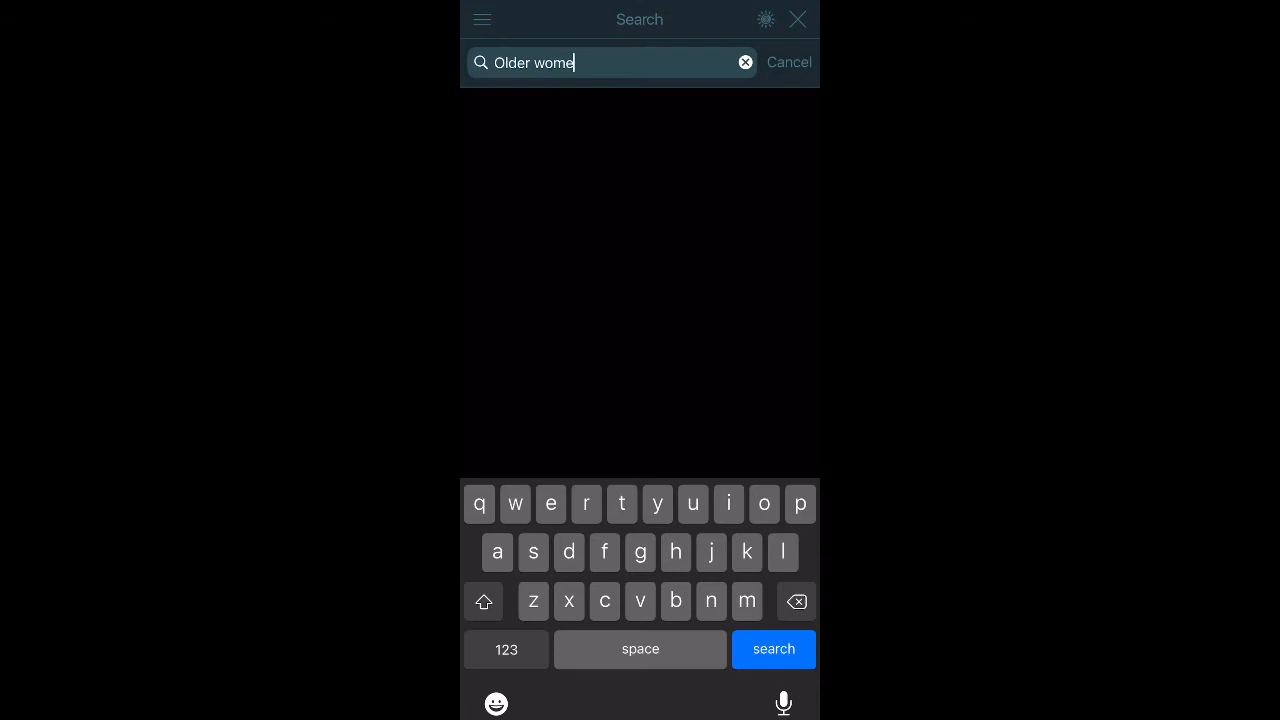 Search
Older wome
Cancel
q w e r t y u i o p
a s d f g h j k l
z x c v b n m
123 space search